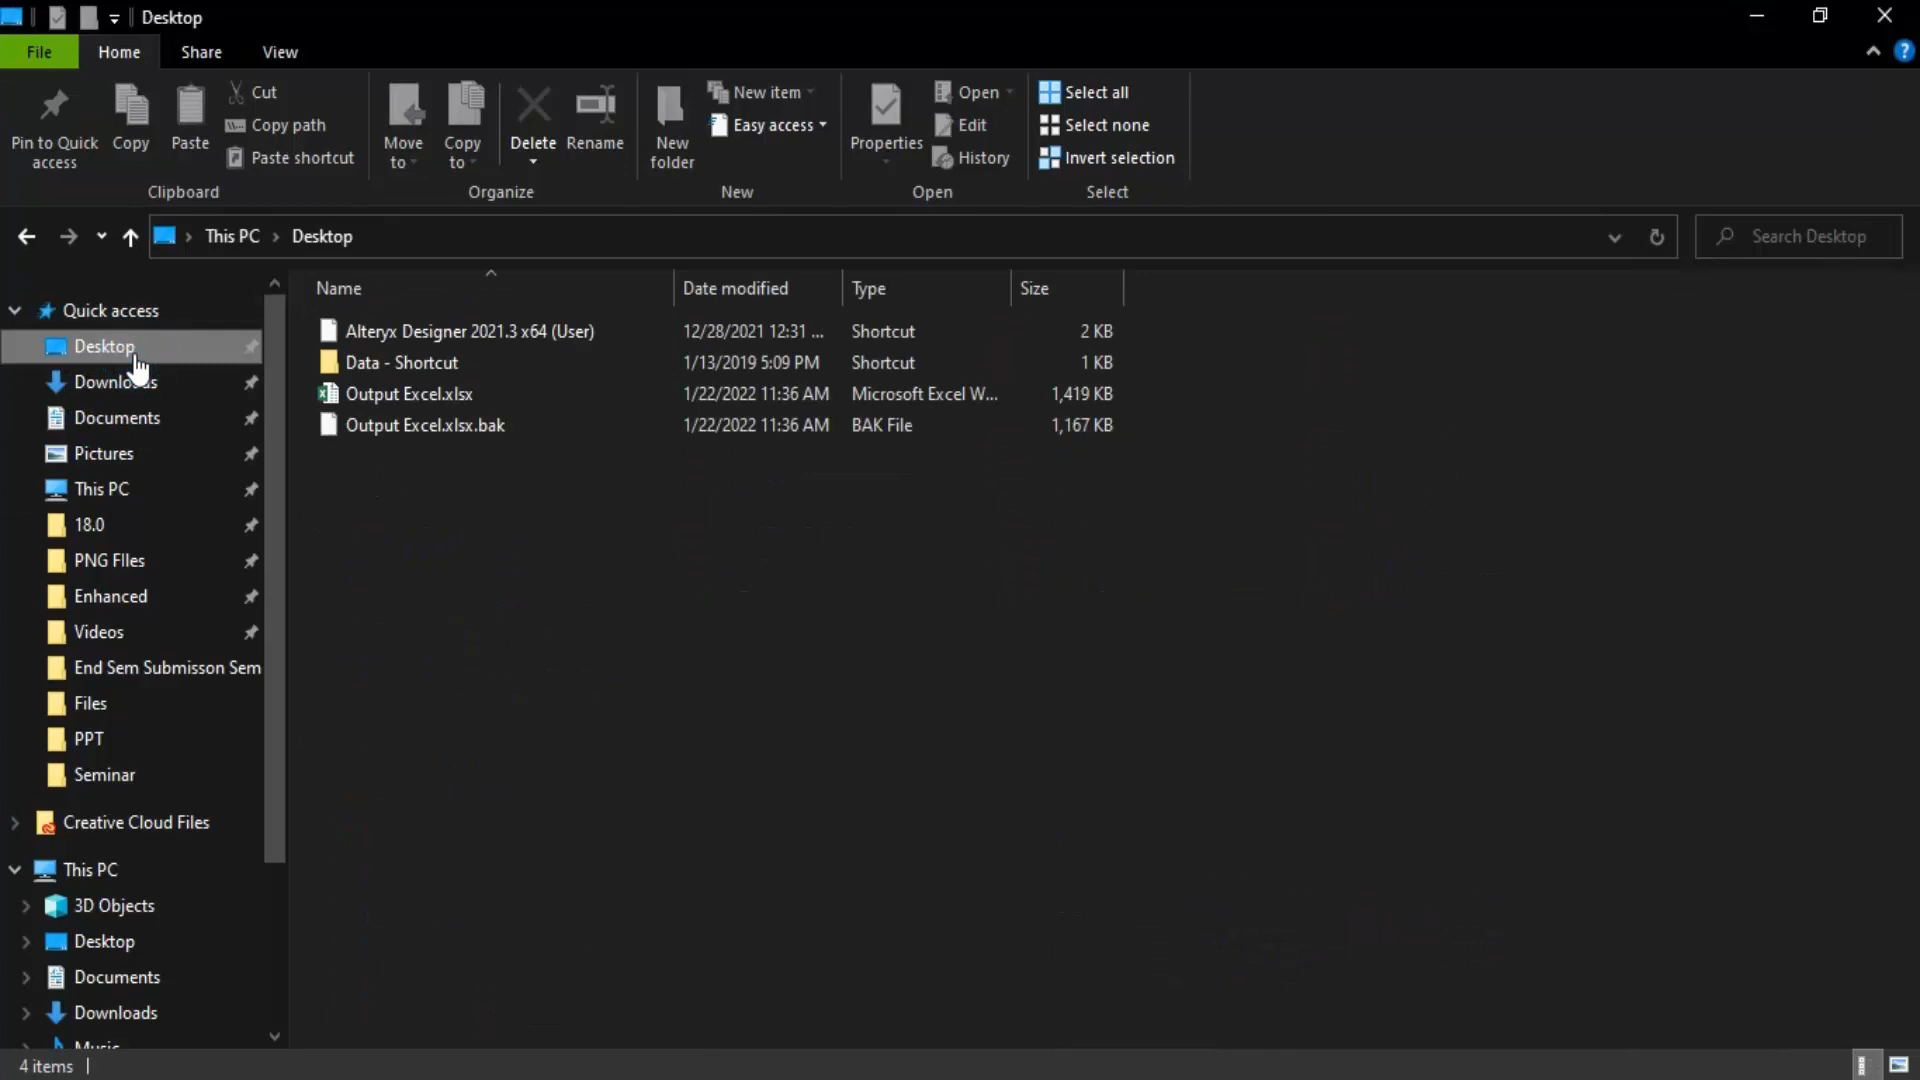 Desktop
File Home Share View
Pin to Quick access
Copy
Paste
Cut
Copy path
Paste shortcut
Clipboard
Move to
Copy to
Delete
Rename
Organize
New folder
New item
Easy access
New
Properties
Open
Edit
History
Open
Select all
Select none
Invert selection
Select
This PC Desktop
Search Desktop
Name Date modified Type Size
Alteryx Designer 2021.3 x64 (User) 12/28/2021 12:31 ... Shortcut 2 KB
Data - Shortcut 1/13/2019 5:09 PM Shortcut 1 KB
Output Excel.xlsx 1/22/2022 11:36 AM Microsoft Excel W... 1,419 KB
Output Excel.xlsx.bak 1/22/2022 11:36 AM BAK File 1,167 KB
Quick access
Desktop
Downloads
Documents
Pictures
This PC
18.0
PNG FIles
Enhanced
Videos
End Sem Submisson Sem
Files
PPT
Seminar
Creative Cloud Files
This PC
3D Objects
Desktop
Documents
Downloads
Music
4 items